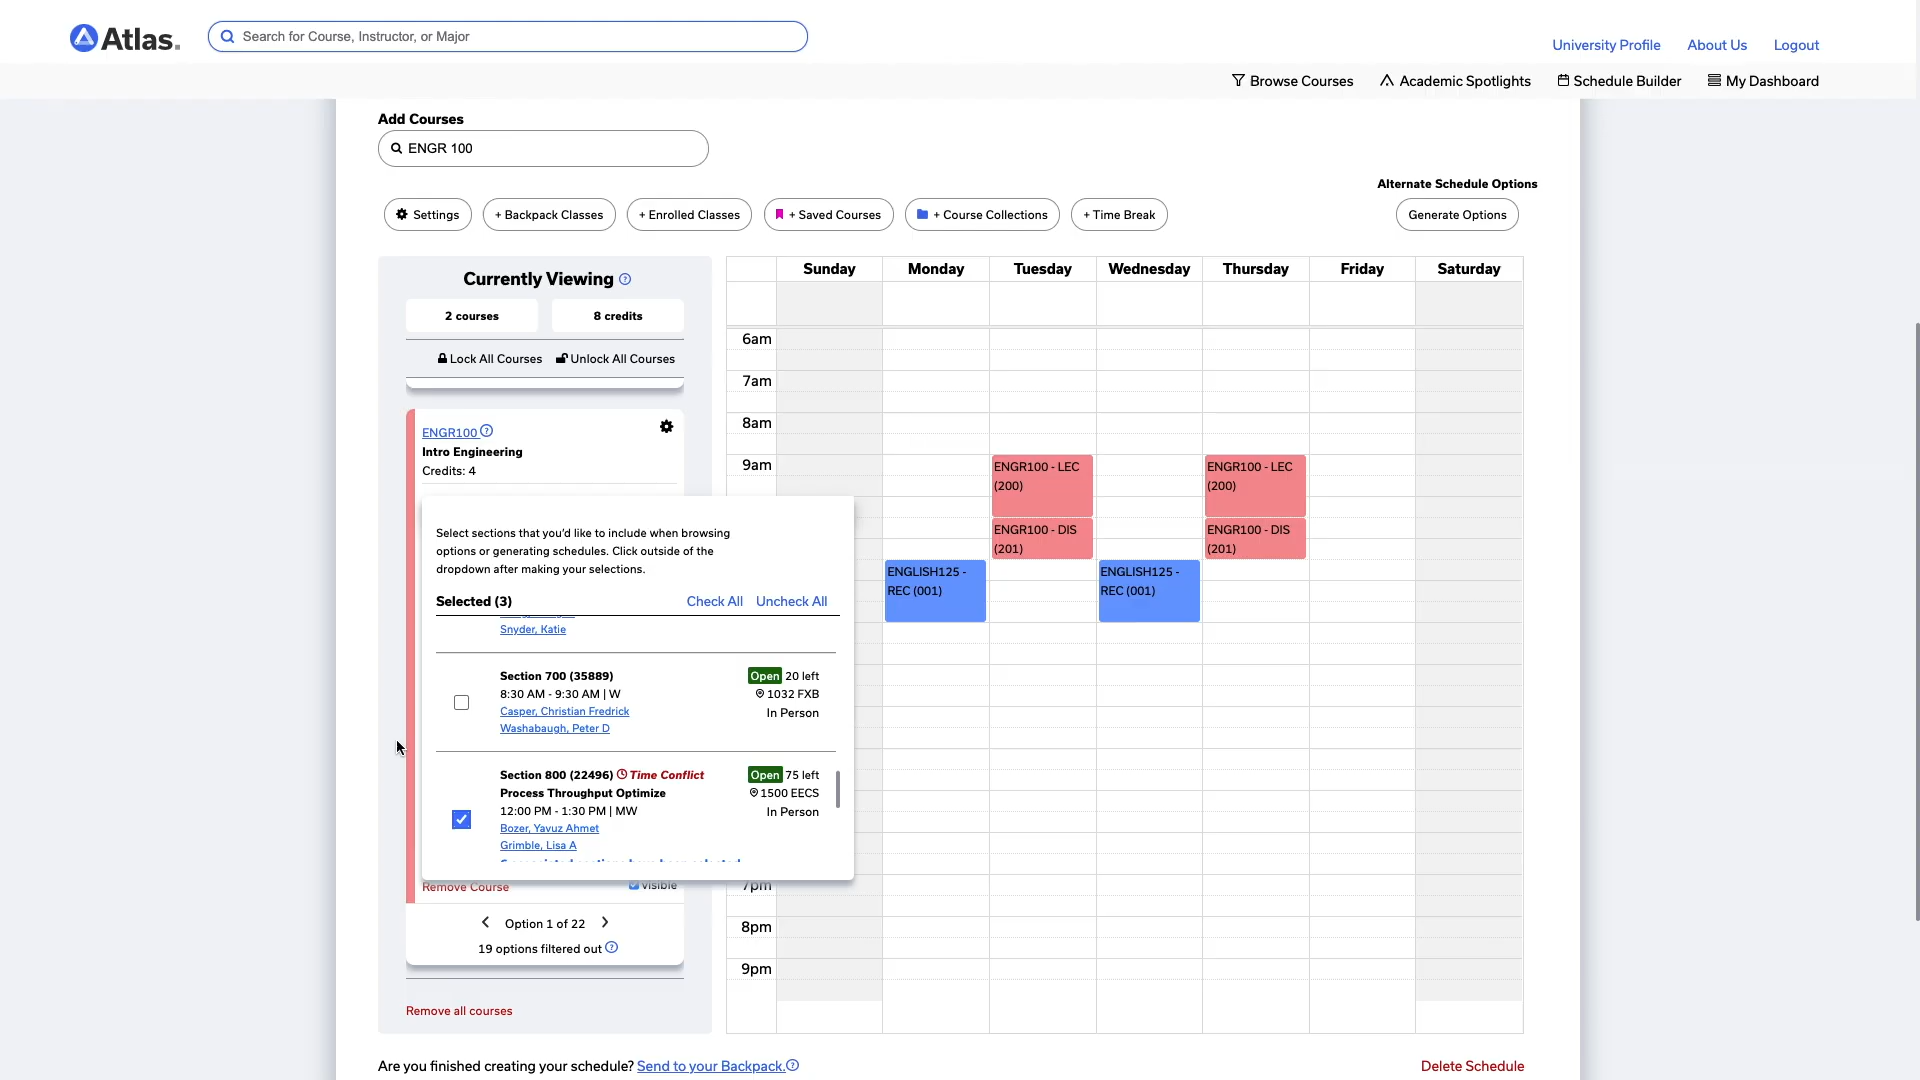 Atlas.
Search for Course, Instructor, or Major
University Profile
About Us
Logout
Browse Courses
Academic Spotlights
Schedule Builder
My Dashboard
Add Courses
ENGR 100
Alternate Schedule Options
Settings
+ Backpack Classes
+ Enrolled Classes
+ Saved Courses
+ Course Collections
+ Time Break
Generate Options
Currently Viewing
2 courses
8 credits
Lock All Courses
Unlock All Courses
ENGR100
Intro Engineering
Credits: 4
Select sections that you'd like to include when browsing
options or generating schedules. Click outside of the
dropdown after making your selections.
Selected (3)
Check All
Uncheck All
Snyder, Katie
Section 700 (35889)
Open 20 left
8:30 AM - 9:30 AM | W
1032 FXB
Casper, Christian Fredrick
In Person
Washabaugh, Peter D
Section 800 (22496) Time Conflict
Open 75 left
Process Throughput Optimize
1500 EECS
12:00 PM - 1:30 PM | MW
In Person
Bozer, Yavuz Ahmet
Grimble, Lisa A
Remove Course
Visible
Option 1 of 22
19 options filtered out
Remove all courses
Sunday
Monday
Tuesday
Wednesday
Thursday
Friday
Saturday
6am
7am
8am
9am
ENGR100 - LEC
(200)
ENGR100 - LEC
(200)
ENGR100 - DIS
(201)
ENGR100 - DIS
(201)
ENGLISH125 -
REC (001)
ENGLISH125 -
REC (001)
7pm
8pm
9pm
Are you finished creating your schedule? Send to your Backpack.
Delete Schedule